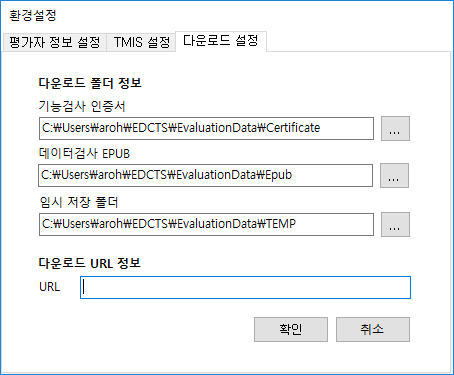 환경설정
평가자 정보 설정 TMIS 설정 다운로드 설정
다운로드 폴더 정보
기능검사 인증서
C:₩Users₩aroh₩EDCTS₩EvaluationData₩Certificate ...
데이터검사 EPUB
C:₩Users₩aroh₩EDCTS₩EvaluationData₩Epub ...
임시 저장 폴더
C:₩Users₩aroh₩EDCTS₩EvaluationData₩TEMP ...
다운로드 URL 정보
URL
확인 취소